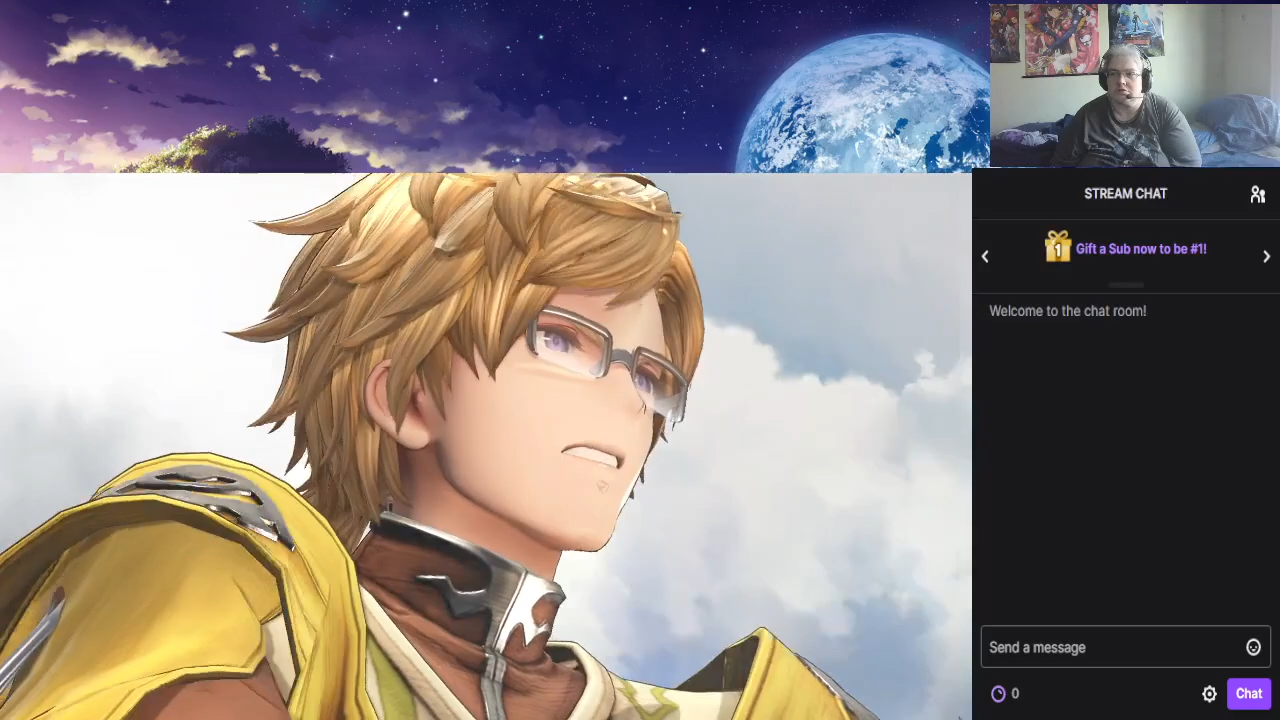 STREAM CHAT
1 Gift a Sub now to be #1!
Welcome to the chat room!
Send a message
0
Chat